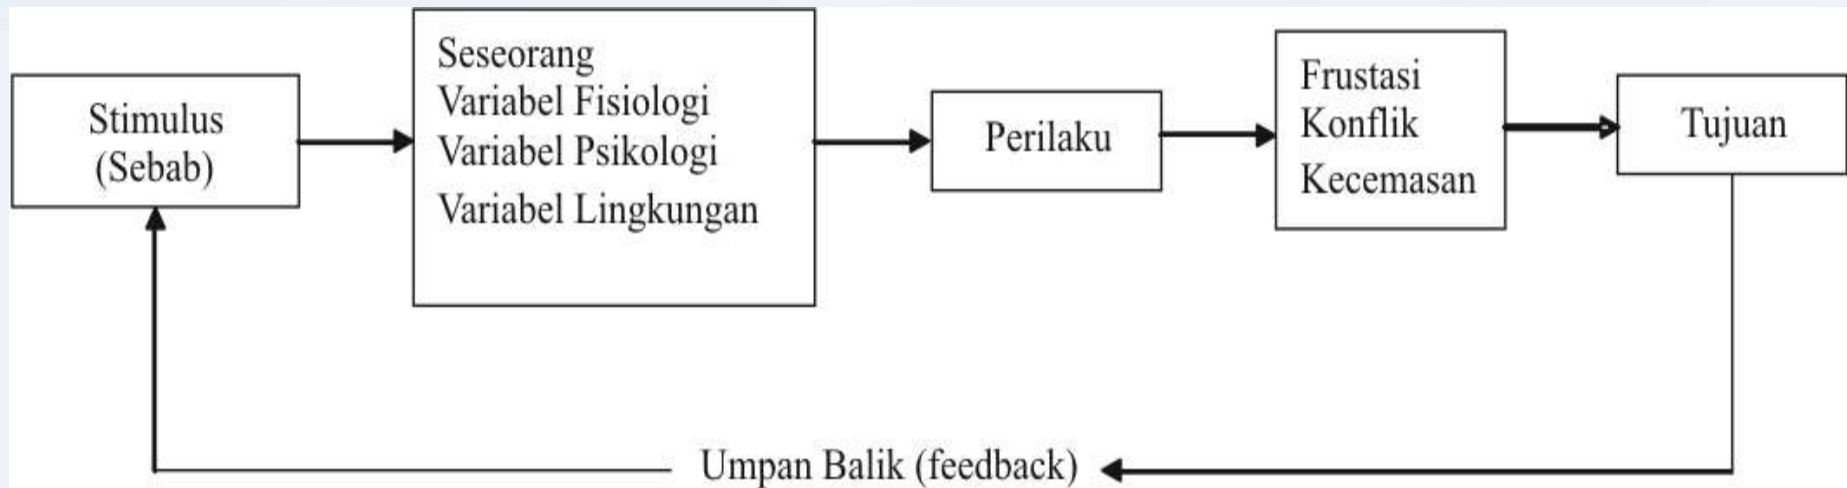 Stimulus
(Sebab)
Seseorang
Variabel Fisiologi
Variabel Psikologi
Variabel Lingkungan
Perilaku
Frustasi
Konflik
Kecemasan
Tujuan
Umpan Balik (feedback)